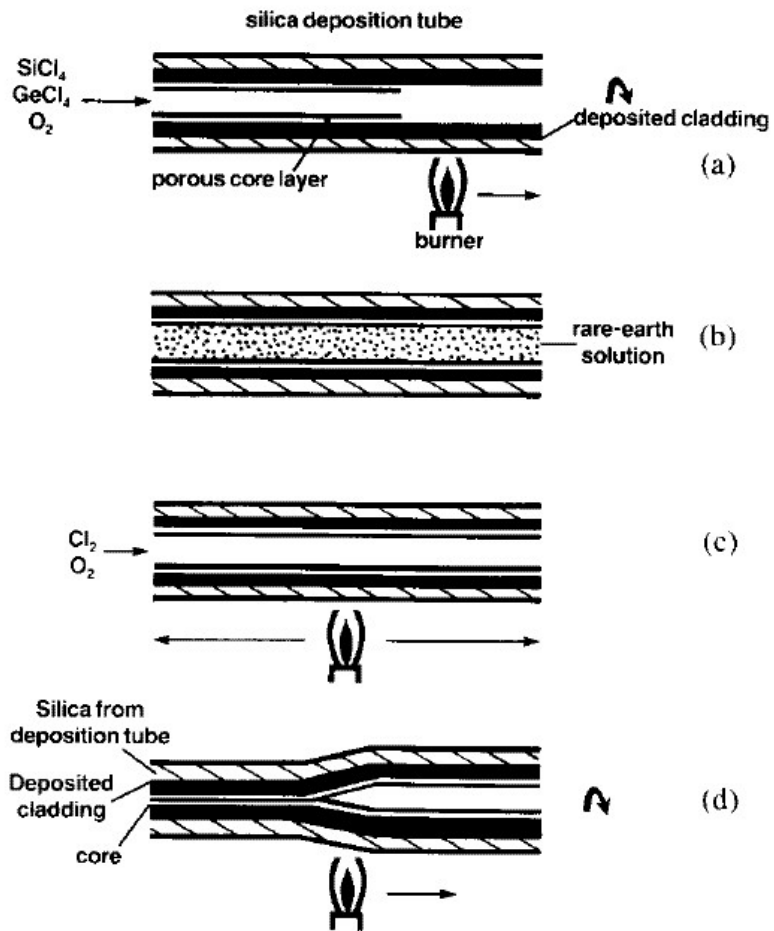 silica deposition tube
SiCl₄
GeCl₄
O₂
deposited cladding
porous core layer
(a)
burner
rare-earth
solution
(b)
Cl₂
O₂
(c)
Silica from
deposition tube
Deposited
cladding
core
(d)